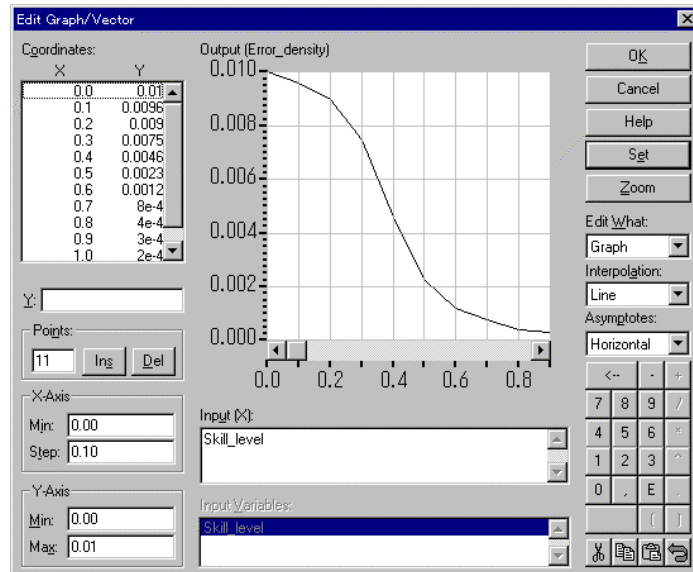 Edit Graph/Vector
Coordinates:
X Y
0.0 0.01
0.1 0.0096
0.2 0.009
0.3 0.0075
0.4 0.0046
0.5 0.0023
0.6 0.0012
0.7 8e-4
0.8 4e-4
0.9 3e-4
1.0 2e-4
Y:
Points:
11 Ins Del
X-Axis
Min: 0.00
Step: 0.10
Y-Axis
Min: 0.00
Max: 0.01
Output (Error_density)
0.010
0.008
0.006
0.004
0.002
0.000
0.0 0.2 0.4 0.6 0.8
Input (X):
Skill_level
Input Variables:
Skill_level
OK
Cancel
Help
Set
Zoom
Edit What:
Graph
Interpolation:
Line
Asymptotes:
Horizontal
<-- - +
7 8 9 /
4 5 6 *
1 2 3 ^
0 , E .
( )